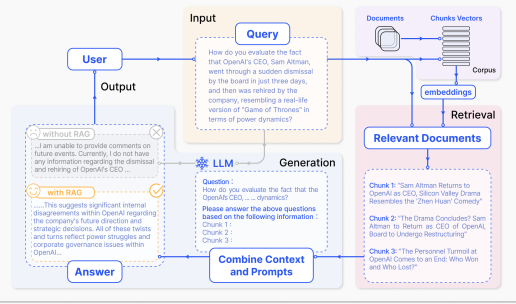 Input
Query
How do you evaluate the fact
that OpenAI's CEO, Sam Altman,
went through a sudden dismissal
by the board in just three days,
and then was rehired by the
company, resembling a real-life
version of "Game of Thrones" in
terms of power dynamics?
Documents
Chunks
Vectors
Corpus
embeddings
User
Output
without RAG
...I am unable to provide comments on
future events. Currently, I do not have
any information regarding the dismissal
and rehiring of OpenAI's CEO ...
with RAG
......This suggests significant internal
disagreements within OpenAI regarding
the company's future direction and
strategic decisions. All of these twists
and turns reflect power struggles and
corporate governance issues within
OpenAI...
Answer
LLM
Generation
Question :
How do you evaluate the fact that the
OpenAI's CEO, ... ... dynamics?
Please answer the above questions
based on the following information :
Chunk 1 :
Chunk 2 :
Chunk 3 :
Combine Context
and Prompts
Retrieval
Relevant Documents
Chunk 1: "Sam Altman Returns to
OpenAI as CEO, Silicon Valley Drama
Resembles the 'Zhen Huan' Comedy"
Chunk 2: "The Drama Concludes? Sam
Altman to Return as CEO of OpenAI,
Board to Undergo Restructuring"
Chunk 3: "The Personnel Turmoil at
OpenAI Comes to an End: Who Won
and Who Lost?"